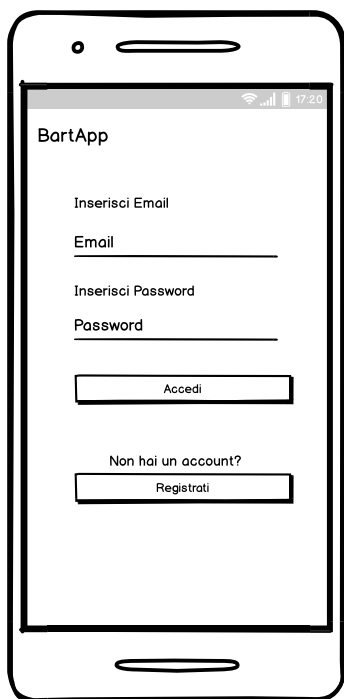 17:20
BartApp
Inserisci Email
Email
Inserisci Password
Password
Accedi
Non hai un account?
Registrati